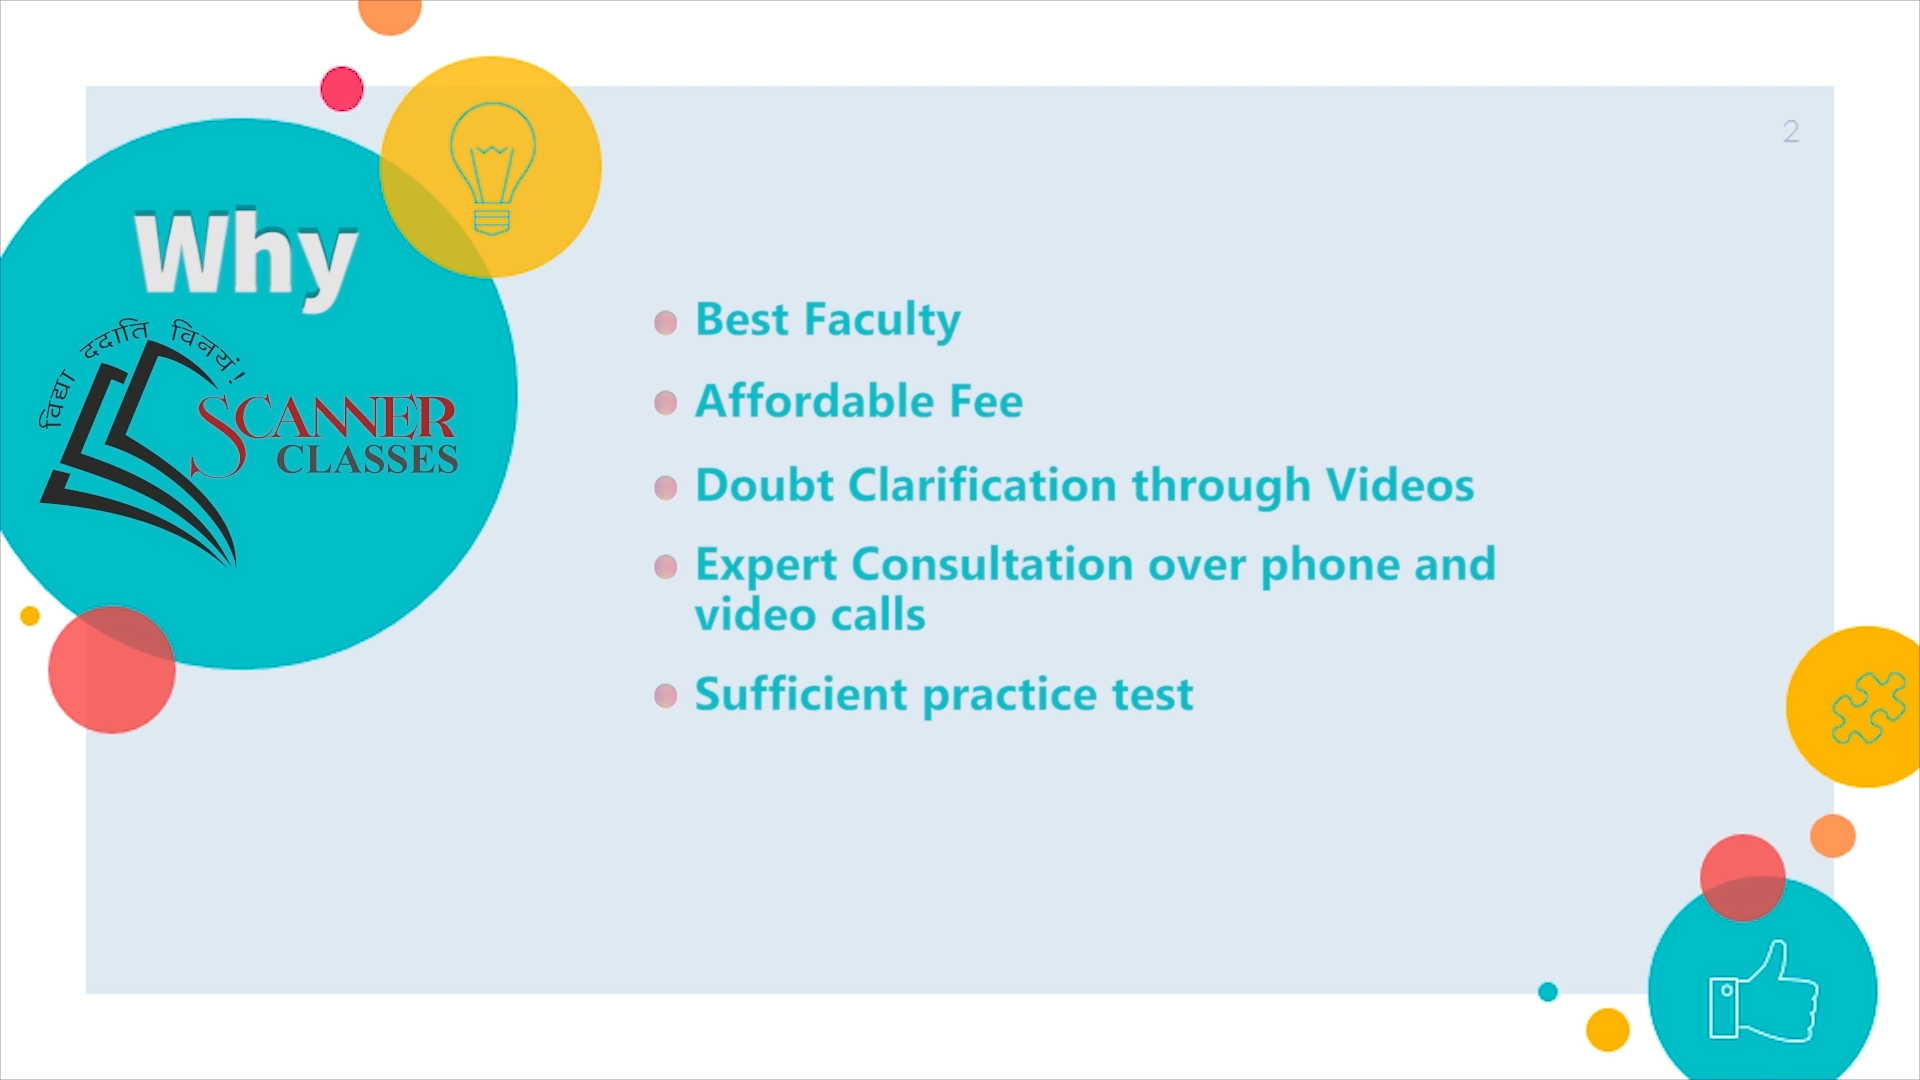 2
Why
विद्या ददाति विनयं!
SCANNER
CLASSES
Best Faculty
Affordable Fee
Doubt Clarification through Videos
Expert Consultation over phone and
video calls
Sufficient practice test